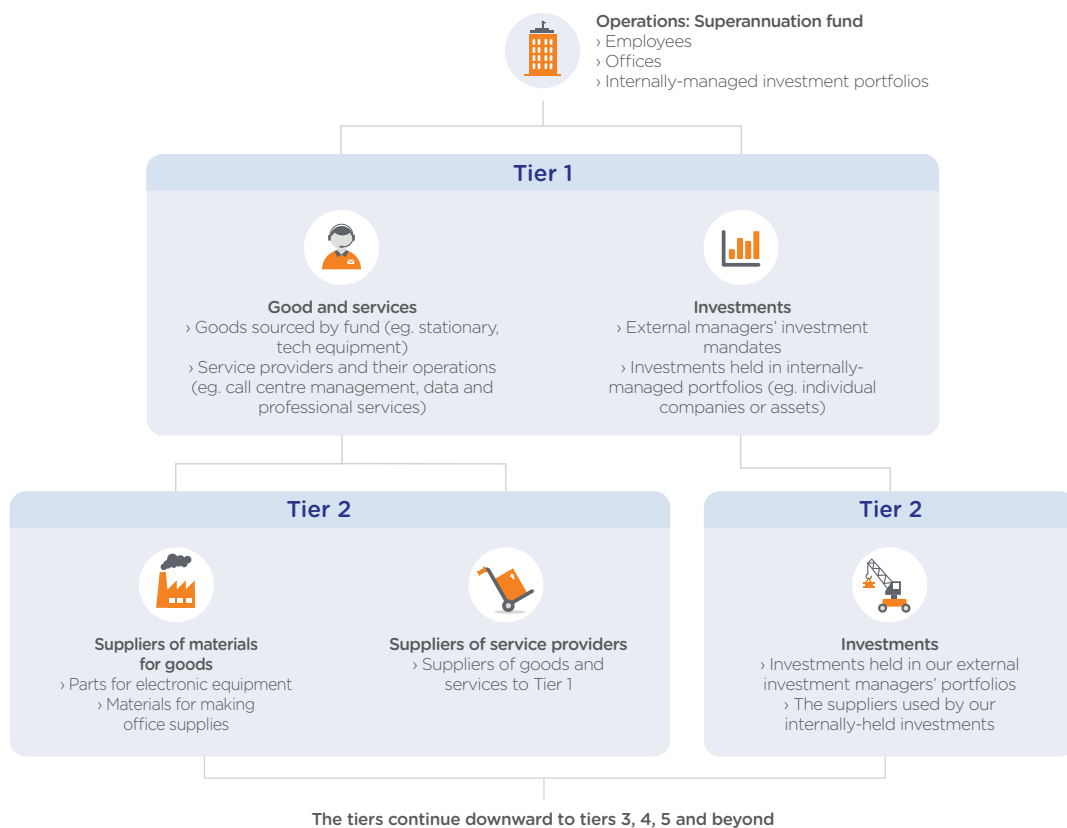 Operations: Superannuation fund
› Employees
› Offices
› Internally-managed investment portfolios
Tier 1
Good and services
› Goods sourced by fund (eg. stationary,
tech equipment)
› Service providers and their operations
(eg. call centre management, data and
professional services)
Investments
› External managers’ investment
mandates
› Investments held in internally-
managed portfolios (eg. individual
companies or assets)
Tier 2
Suppliers of materials
for goods
› Parts for electronic equipment
› Materials for making
office supplies
Suppliers of service providers
› Suppliers of goods and
services to Tier 1
Tier 2
Investments
› Investments held in our external
investment managers’ portfolios
› The suppliers used by our
internally-held investments
The tiers continue downward to tiers 3, 4, 5 and beyond